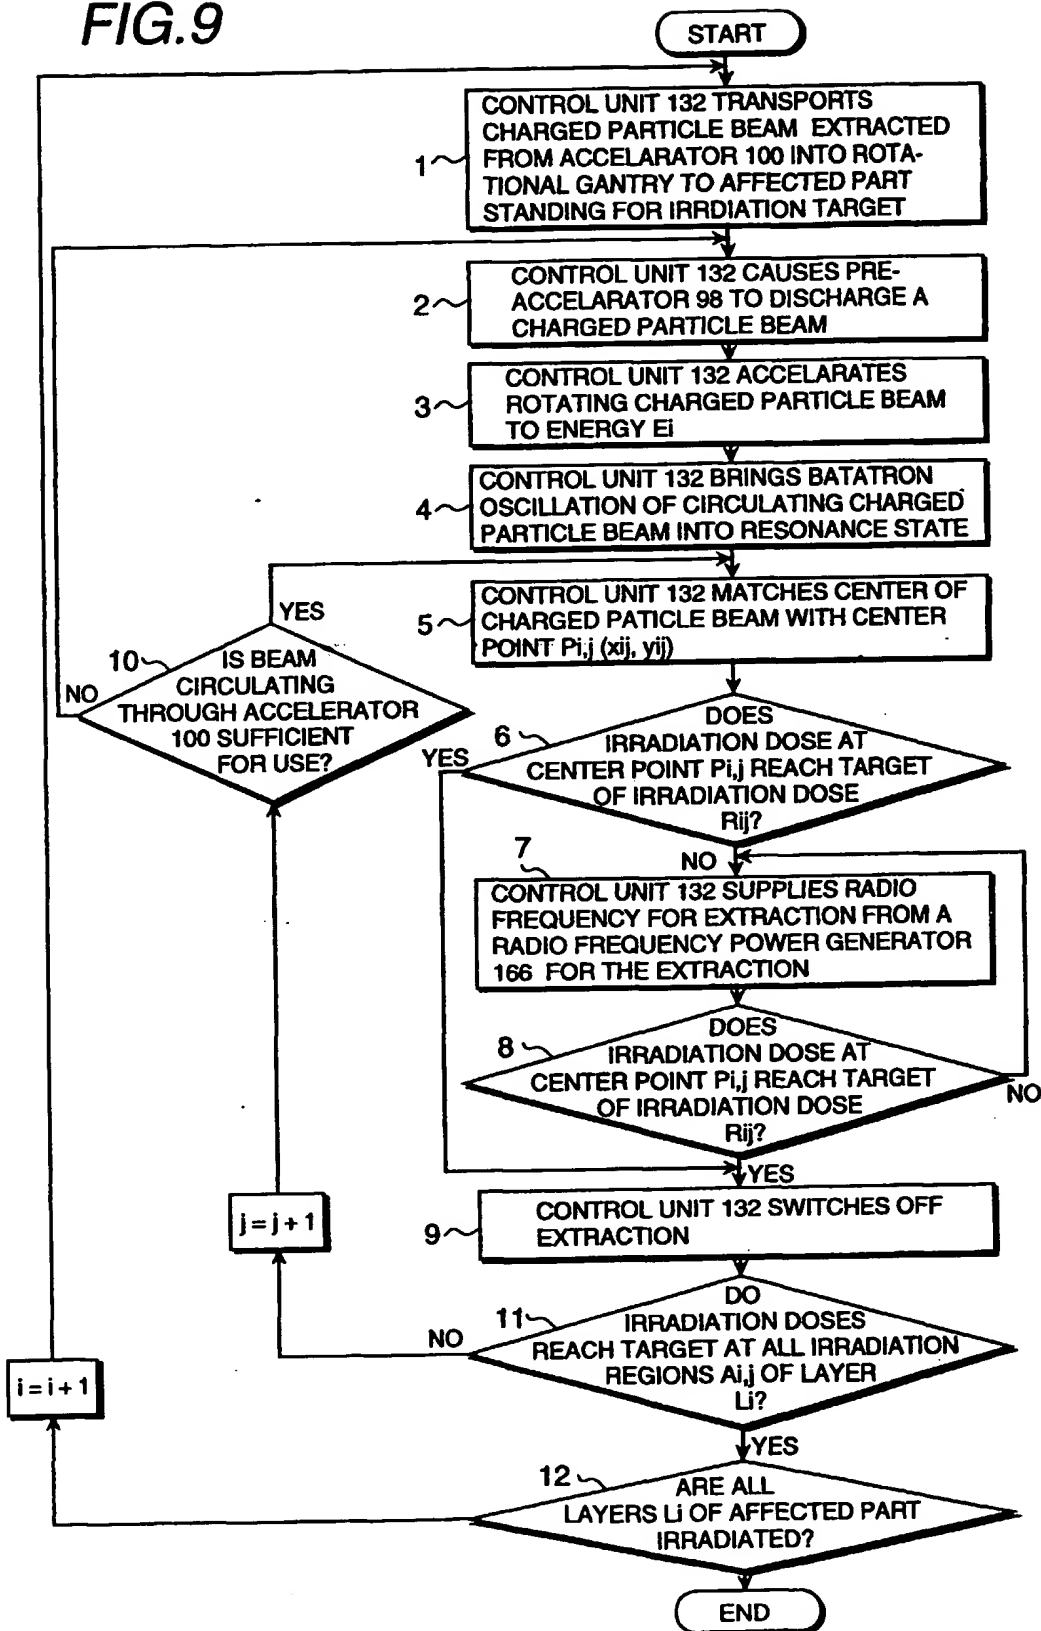 FIG.9
START
1
CONTROL UNIT 132 TRANSPORTS
CHARGED PARTICLE BEAM EXTRACTED
FROM ACCELARATOR 100 INTO ROTA-
TIONAL GANTRY TO AFFECTED PART
STANDING FOR IRRDIATION TARGET
2
CONTROL UNIT 132 CAUSES PRE-
ACCELARATOR 98 TO DISCHARGE A
CHARGED PARTICLE BEAM
3
CONTROL UNIT 132 ACCELARATES
ROTATING CHARGED PARTICLE BEAM
TO ENERGY Ei
4
CONTROL UNIT 132 BRINGS BATATRON
OSCILLATION OF CIRCULATING CHARGED
PARTICLE BEAM INTO RESONANCE STATE
5
CONTROL UNIT 132 MATCHES CENTER OF
CHARGED PATICLE BEAM WITH CENTER
POINT Pi,j (xij, yij)
YES
10
NO
IS BEAM
CIRCULATING
THROUGH ACCELERATOR
100 SUFFICIENT
FOR USE?
6
YES
DOES
IRRADIATION DOSE AT
CENTER POINT Pi,j REACH TARGET
OF IRRADIATION DOSE
Rij?
NO
7
CONTROL UNIT 132 SUPPLIES RADIO
FREQUENCY FOR EXTRACTION FROM A
RADIO FREQUENCY POWER GENERATOR
166 FOR THE EXTRACTION
8
DOES
IRRADIATION DOSE AT
CENTER POINT Pi,j REACH TARGET
OF IRRADIATION DOSE
Rij?
NO
YES
9
CONTROL UNIT 132 SWITCHES OFF
EXTRACTION
j=j+1
11
NO
DO
IRRADIATION DOSES
REACH TARGET AT ALL IRRADIATION
REGIONS Ai,j OF LAYER
Li?
i=i+1
YES
12
ARE ALL
LAYERS Li OF AFFECTED PART
IRRADIATED?
END